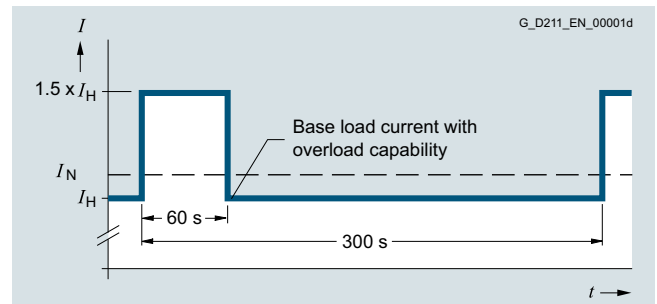 G_D211_EN_00001d
I
1.5 x I_H
Base load current with
overload capability
I_N
I_H
60 s
300 s
t